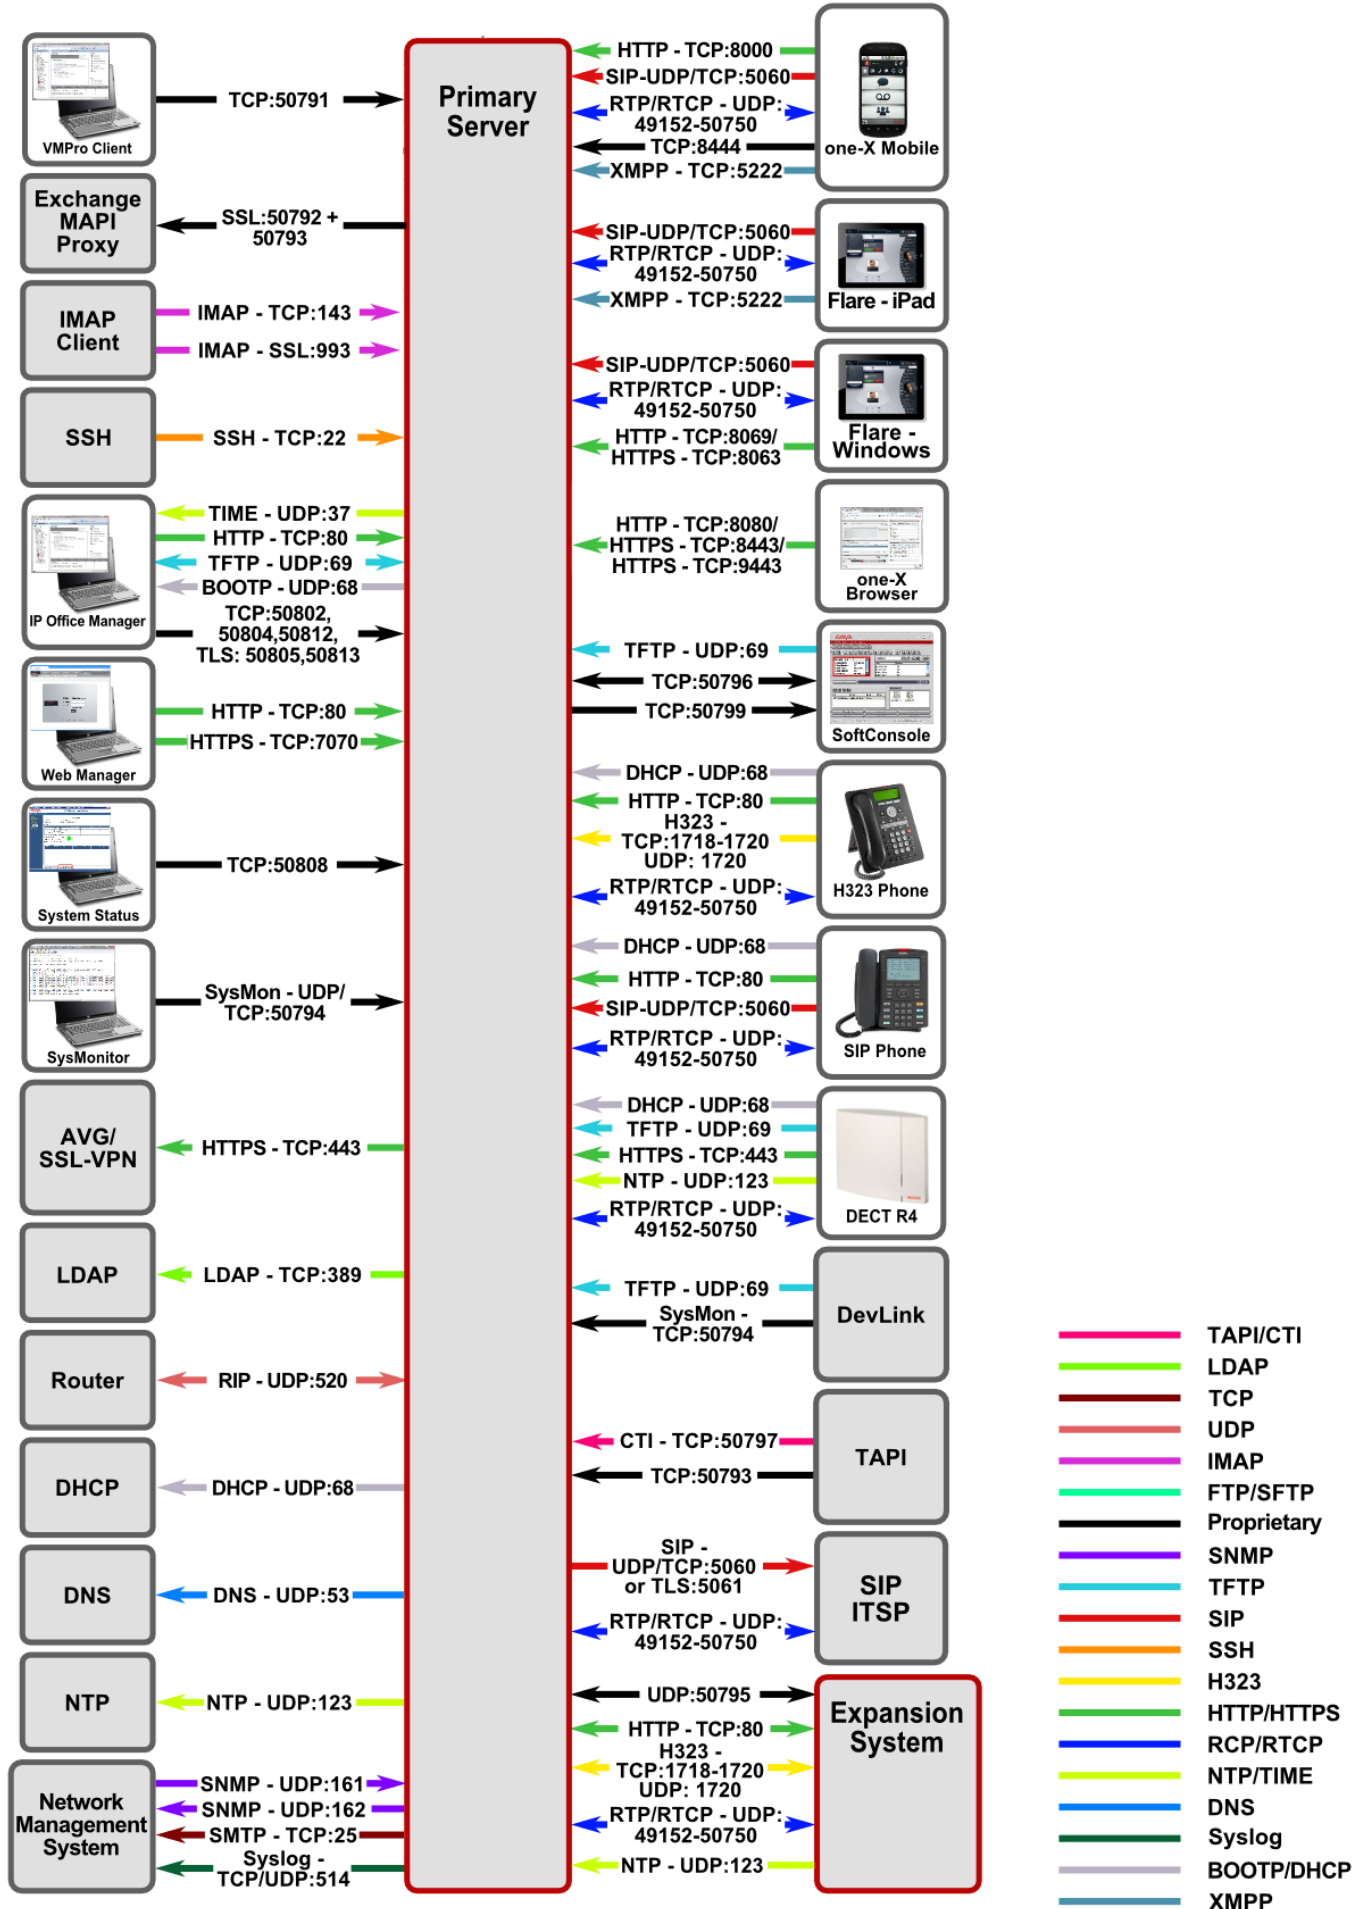 Primary
Server
VMPro Client
TCP:50791
Exchange
MAPI
Proxy
SSL:50792 +
50793
IMAP
Client
IMAP - TCP:143
IMAP - SSL:993
SSH
SSH - TCP:22
IP Office Manager
TIME - UDP:37
HTTP - TCP:80
TFTP - UDP:69
BOOTP - UDP:68
TCP:50802,
50804,50812,
TLS: 50805,50813
Web Manager
HTTP - TCP:80
HTTPS - TCP:7070
System Status
TCP:50808
SysMonitor
SysMon - UDP/
TCP:50794
AVG/
SSL-VPN
HTTPS - TCP:443
LDAP
LDAP - TCP:389
Router
RIP - UDP:520
DHCP
DHCP - UDP:68
DNS
DNS - UDP:53
NTP
NTP - UDP:123
Network
Management
System
SNMP - UDP:161
SNMP - UDP:162
SMTP - TCP:25
Syslog -
TCP/UDP:514
HTTP - TCP:8000
SIP-UDP/TCP:5060
RTP/RTCP - UDP:
49152-50750
TCP:8444
XMPP - TCP:5222
one-X Mobile
SIP-UDP/TCP:5060
RTP/RTCP - UDP:
49152-50750
XMPP - TCP:5222
Flare - iPad
SIP-UDP/TCP:5060
RTP/RTCP - UDP:
49152-50750
HTTP - TCP:8069/
HTTPS - TCP:8063
Flare -
Windows
HTTP - TCP:8080/
HTTPS - TCP:8443/
HTTPS - TCP:9443
one-X
Browser
TFTP - UDP:69
TCP:50796
TCP:50799
SoftConsole
DHCP - UDP:68
HTTP - TCP:80
H323 -
TCP:1718-1720
UDP: 1720
RTP/RTCP - UDP:
49152-50750
H323 Phone
DHCP - UDP:68
HTTP - TCP:80
SIP-UDP/TCP:5060
RTP/RTCP - UDP:
49152-50750
SIP Phone
DHCP - UDP:68
TFTP - UDP:69
HTTPS - TCP:443
NTP - UDP:123
RTP/RTCP - UDP:
49152-50750
DECT R4
TFTP - UDP:69
SysMon -
TCP:50794
DevLink
CTI - TCP:50797
TCP:50793
TAPI
SIP -
UDP/TCP:5060
or TLS:5061
RTP/RTCP - UDP:
49152-50750
SIP
ITSP
UDP:50795
HTTP - TCP:80
H323 -
TCP:1718-1720
UDP: 1720
RTP/RTCP - UDP:
49152-50750
NTP - UDP:123
Expansion
System
TAPI/CTI
LDAP
TCP
UDP
IMAP
FTP/SFTP
Proprietary
SNMP
TFTP
SIP
SSH
H323
HTTP/HTTPS
RCP/RTCP
NTP/TIME
DNS
Syslog
BOOTP/DHCP
XMPP